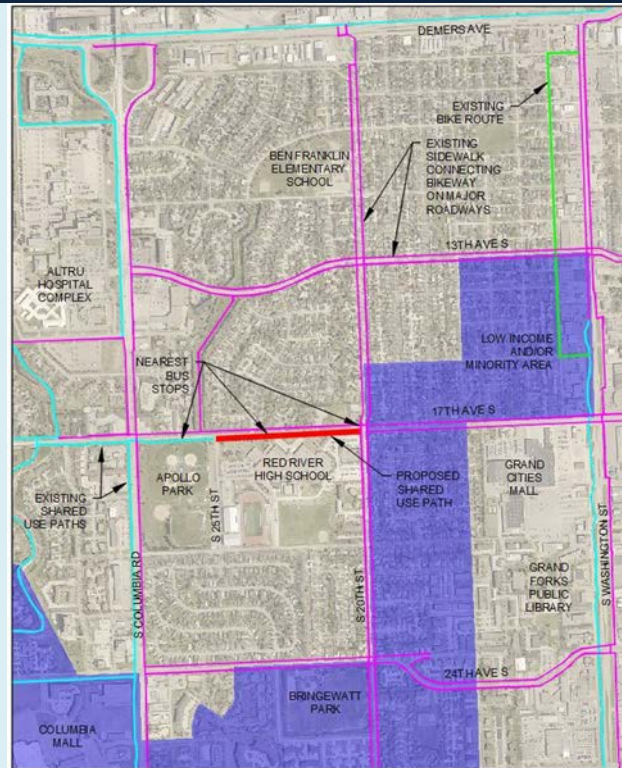 DEMERS AVE
EXISTING
BIKE ROUTE
BEN FRANKLIN
ELEMENTARY
SCHOOL
EXISTING
SIDEWALK
CONNECTING
BIKEWAY
ON MAJOR
ROADWAYS
13TH AVE S
ALTRU
HOSPITAL
COMPLEX
LOW INCOME
AND/OR
MINORITY AREA
NEAREST
BUS
STOPS
17TH AVE S
APOLLO
PARK
RED RIVER
HIGH SCHOOL
PROPOSED
SHARED
USE PATH
GRAND
CITIES
MALL
EXISTING
SHARED
USE PATHS
S 25TH ST
S COLUMBIA RD
S 20TH ST
S WASHINGTON ST
GRAND
FORKS
PUBLIC
LIBRARY
24TH AVE S
BRINGEWATT
PARK
COLUMBIA
MALL